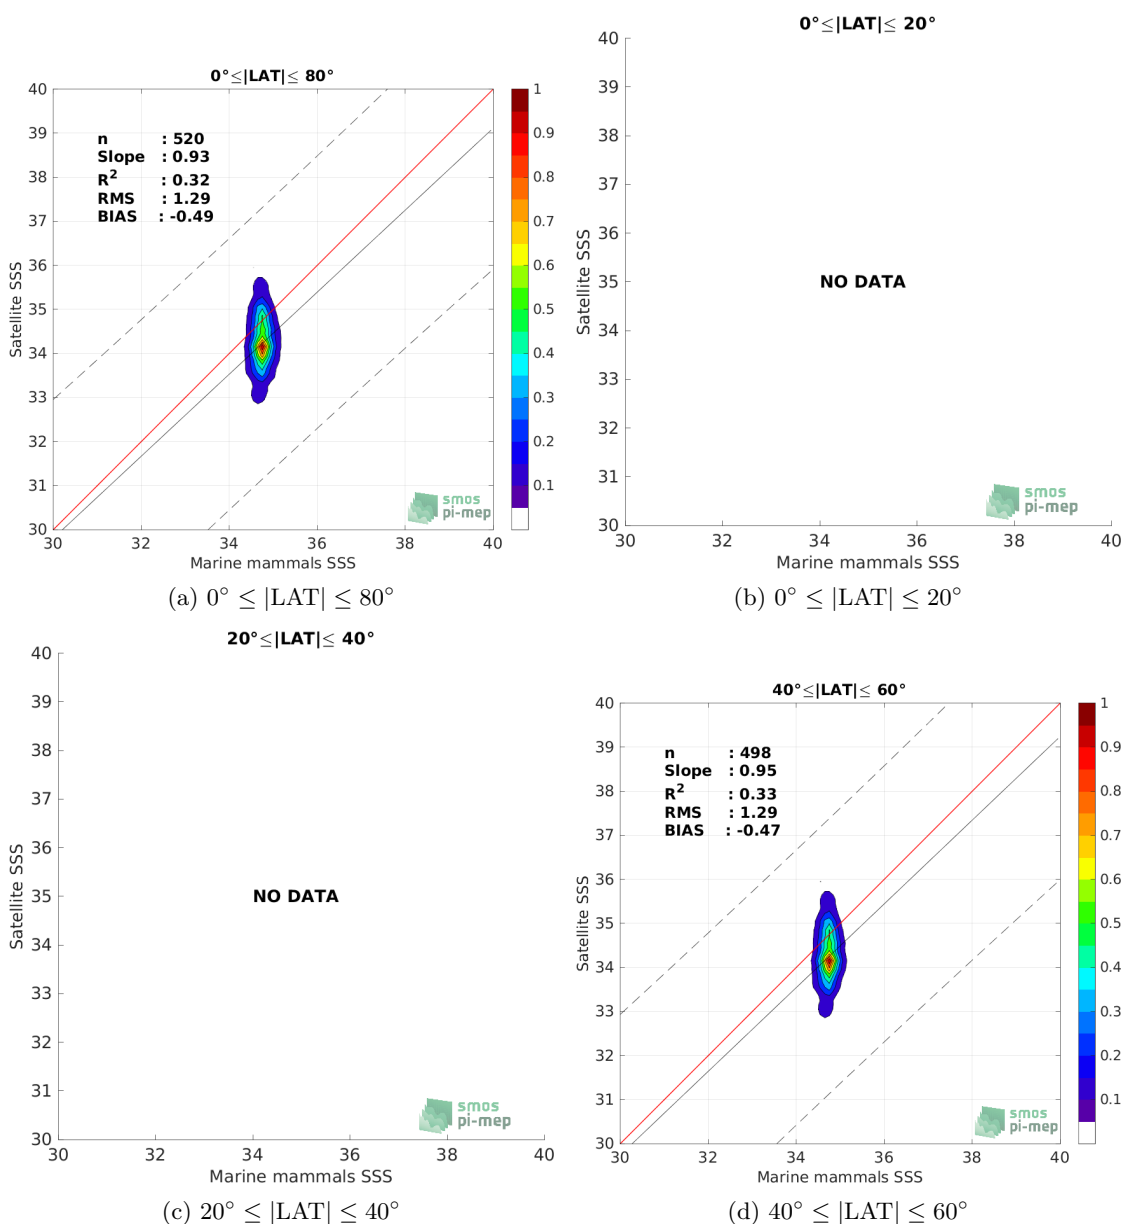 0°≤|LAT|≤ 80°
40
39
38
37
36
35
34
33
32
31
30
Satellite SSS
n : 520
Slope : 0.93
R² : 0.32
RMS : 1.29
BIAS : -0.49
smos
pi-mep
30 32 34 36 38 40
Marine mammals SSS
1
0.9
0.8
0.7
0.6
0.5
0.4
0.3
0.2
0.1
(a) 0° ≤ |LAT| ≤ 80°
0°≤|LAT|≤ 20°
40
39
38
37
36
35
34
33
32
31
30
Satellite SSS
NO DATA
smos
pi-mep
30 32 34 36 38 40
Marine mammals SSS
(b) 0° ≤ |LAT| ≤ 20°
20°≤|LAT|≤ 40°
40
39
38
37
36
35
34
33
32
31
30
Satellite SSS
NO DATA
smos
pi-mep
30 32 34 36 38 40
Marine mammals SSS
(c) 20° ≤ |LAT| ≤ 40°
40°≤|LAT|≤ 60°
40
39
38
37
36
35
34
33
32
31
30
Satellite SSS
n : 498
Slope : 0.95
R² : 0.33
RMS : 1.29
BIAS : -0.47
smos
pi-mep
30 32 34 36 38 40
Marine mammals SSS
1
0.9
0.8
0.7
0.6
0.5
0.4
0.3
0.2
0.1
(d) 40° ≤ |LAT| ≤ 60°